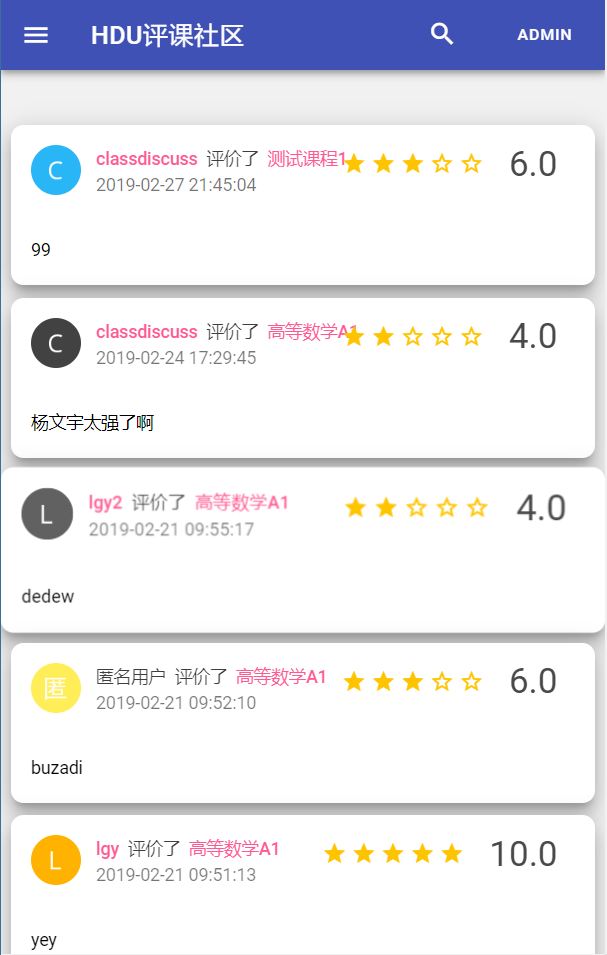 HDU评课社区 ADMIN
C classdiscuss 评价了 测试课程1 6.0
2019-02-27 21:45:04
99
C classdiscuss 评价了 高等数学A1 4.0
2019-02-24 17:29:45
杨文宇太强了啊
L lgy2 评价了 高等数学A1 4.0
2019-02-21 09:55:17
dedew
匿 匿名用户 评价了 高等数学A1 6.0
2019-02-21 09:52:10
buzadi
L lgy 评价了 高等数学A1 10.0
2019-02-21 09:51:13
yey